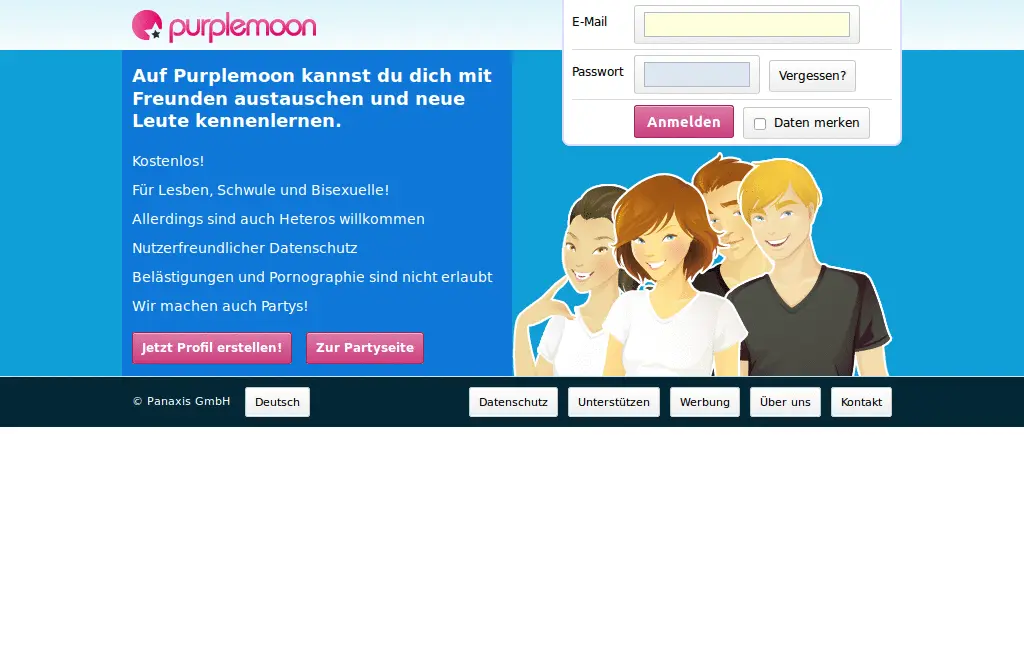 purplemoon
E-Mail
Passwort
Vergessen?
Anmelden
Daten merken
Auf Purplemoon kannst du dich mit
Freunden austauschen und neue
Leute kennenlernen.
Kostenlos!
Für Lesben, Schwule und Bisexuelle!
Allerdings sind auch Heteros willkommen
Nutzerfreundlicher Datenschutz
Belästigungen und Pornographie sind nicht erlaubt
Wir machen auch Partys!
Jetzt Profil erstellen!
Zur Partyseite
© Panaxis GmbH
Deutsch
Datenschutz
Unterstützen
Werbung
Über uns
Kontakt